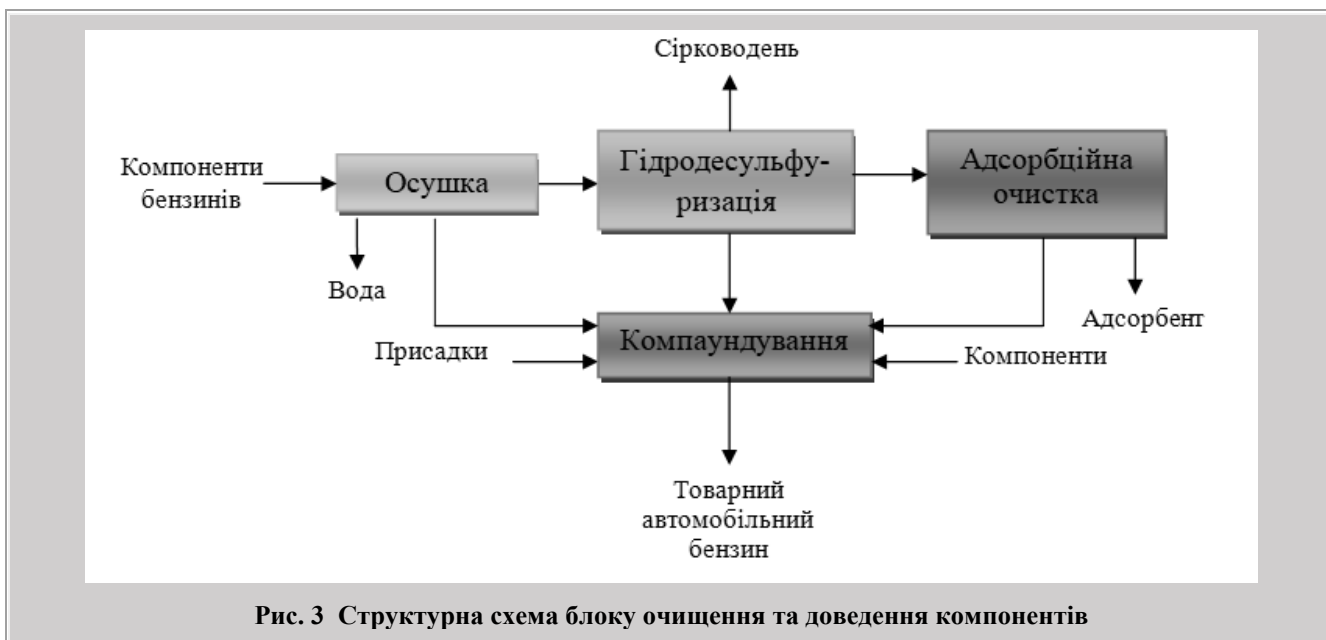 Сірководень
Компоненти
бензинів
Осушка
Гідродесульфу-
ризація
Адсорбційна
очистка
Вода
Адсорбент
Присадки
Компаундування
Компоненти
Товарний
автомобільний
бензин
Рис. 3 Структурна схема блоку очищення та доведення компонентів